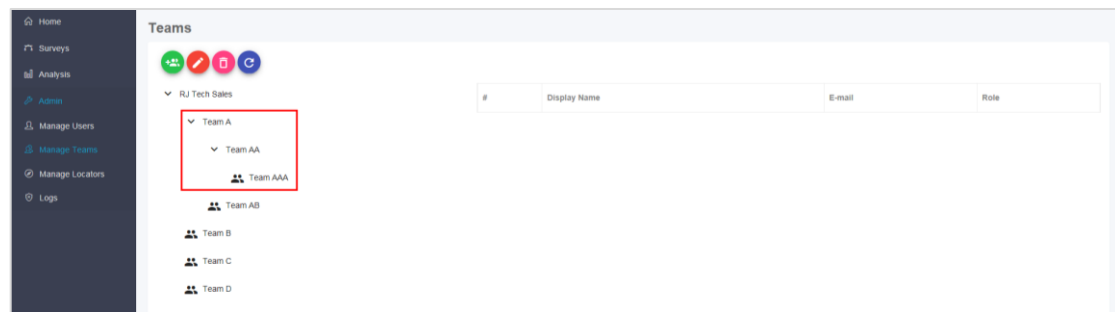 Home
Surveys
Analysis
Admin
Manage Users
Manage Teams
Manage Locators
Logs
Teams
RJ Tech Sales
Team A
Team AA
Team AAA
Team AB
Team B
Team C
Team D
# Display Name E-mail Role